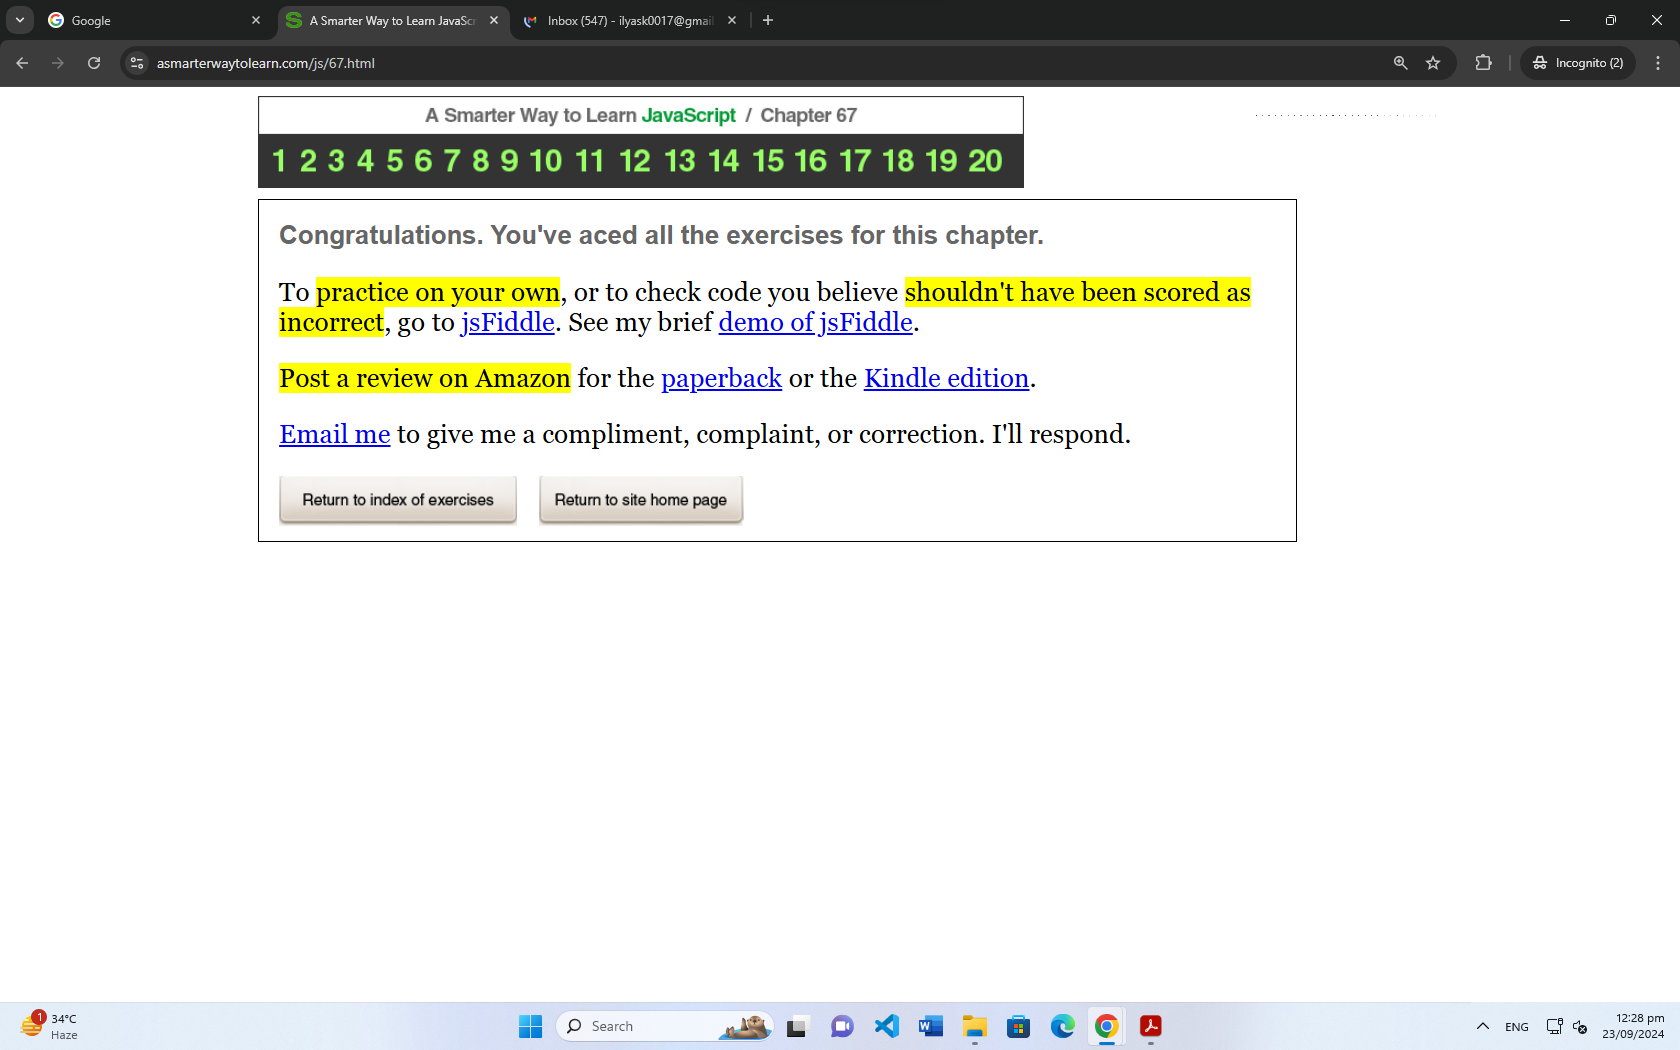 Google
A Smarter Way to Learn JavaSc
Inbox (547) - ilyask0017@gmail
asmarterwaytolearn.com/js/67.html
Incognito (2)
A Smarter Way to Learn JavaScript / Chapter 67
1 2 3 4 5 6 7 8 9 10 11 12 13 14 15 16 17 18 19 20
Congratulations. You've aced all the exercises for this chapter.
To practice on your own, or to check code you believe shouldn't have been scored as
incorrect, go to jsFiddle. See my brief demo of jsFiddle.
Post a review on Amazon for the paperback or the Kindle edition.
Email me to give me a compliment, complaint, or correction. I'll respond.
Return to index of exercises
Return to site home page
1
34°C
Haze
Search
ENG
12:28 pm
23/09/2024